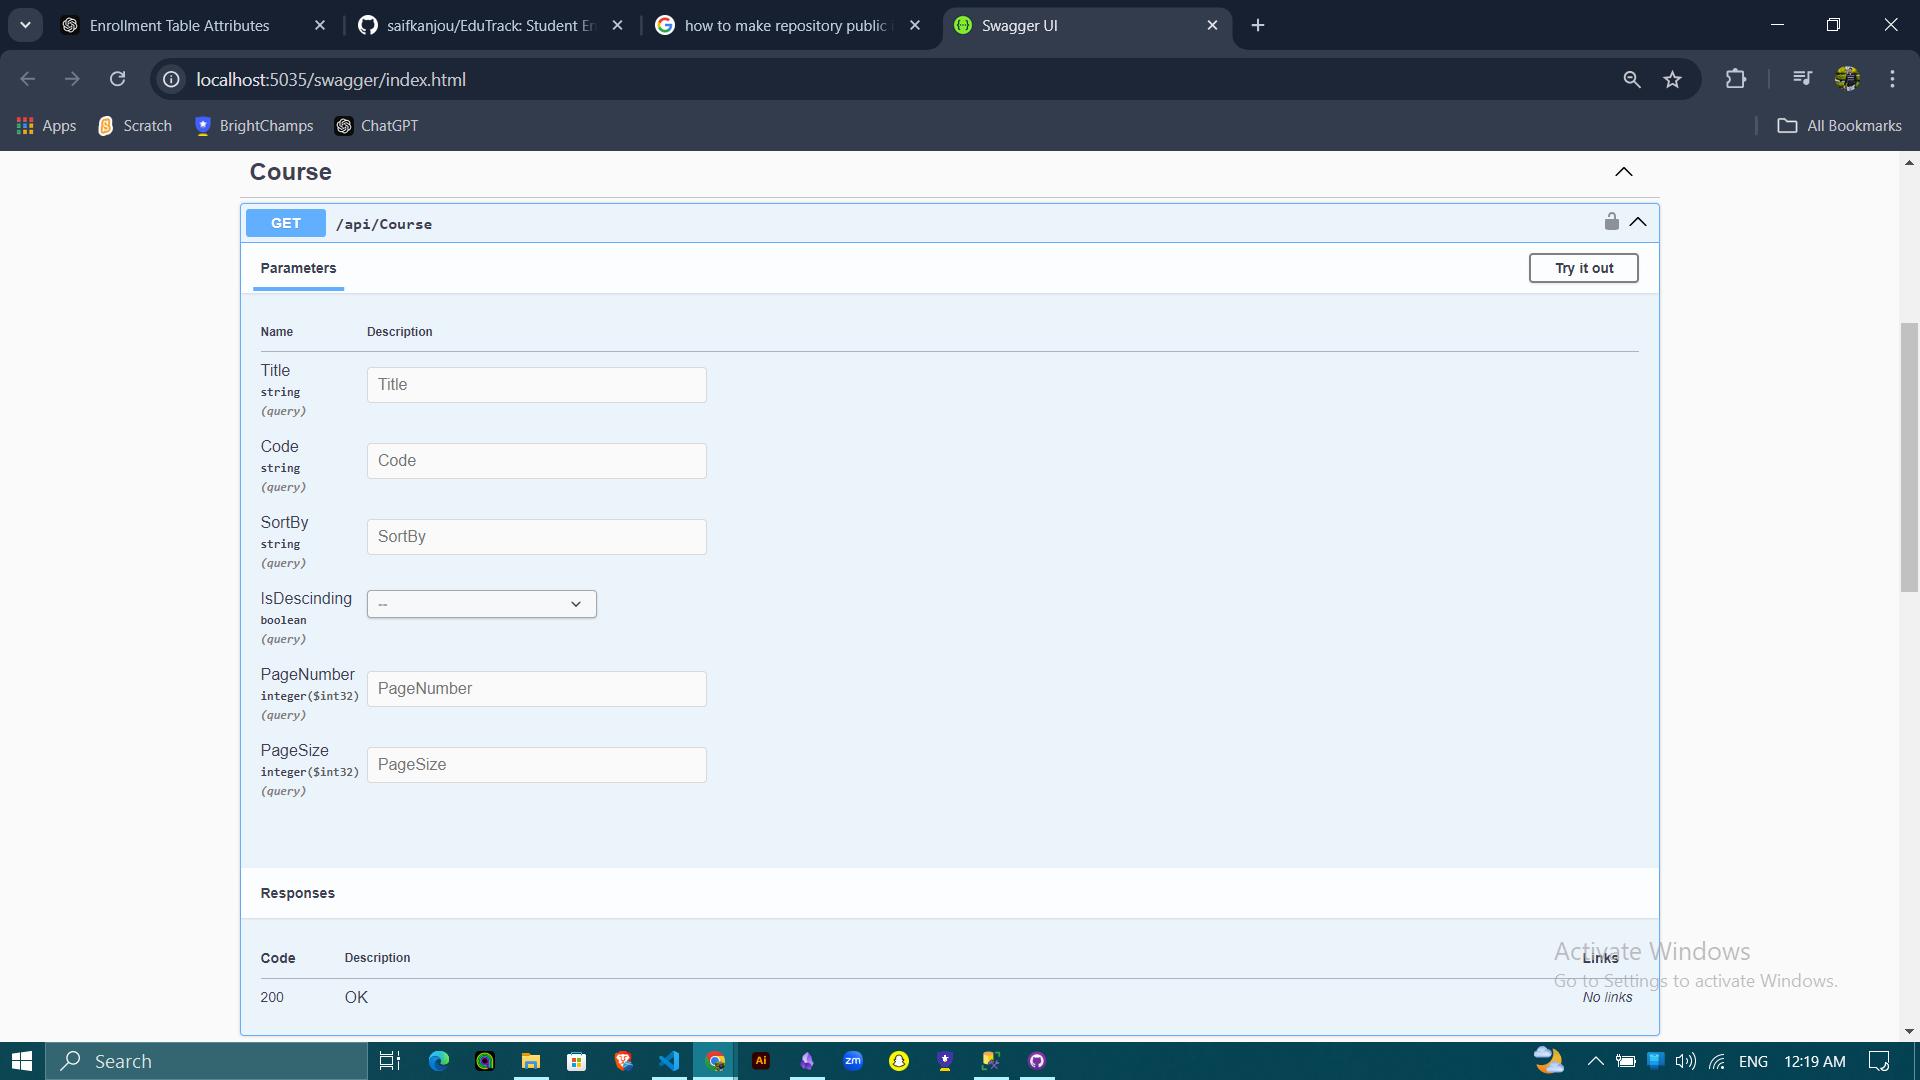 Enrollment Table Attributes
saifkanjou/EduTrack: Student En
how to make repository public i
Swagger UI
localhost:5035/swagger/index.html
Apps
Scratch
BrightChamps
ChatGPT
All Bookmarks
Course
GET
/api/Course
Parameters
Try it out
Name
Description
Title
string
(query)
Title
Code
string
(query)
Code
SortBy
string
(query)
SortBy
IsDescinding
boolean
(query)
--
PageNumber
integer($int32)
(query)
PageNumber
PageSize
integer($int32)
(query)
PageSize
Responses
Code
Description
Links
200
OK
No links
Activate Windows
Go to Settings to activate Windows.
Search
Ai
zm
ENG
12:19 AM